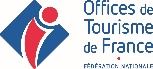 Offices de
Tourisme
de France
FÉDÉRATION NATIONALE